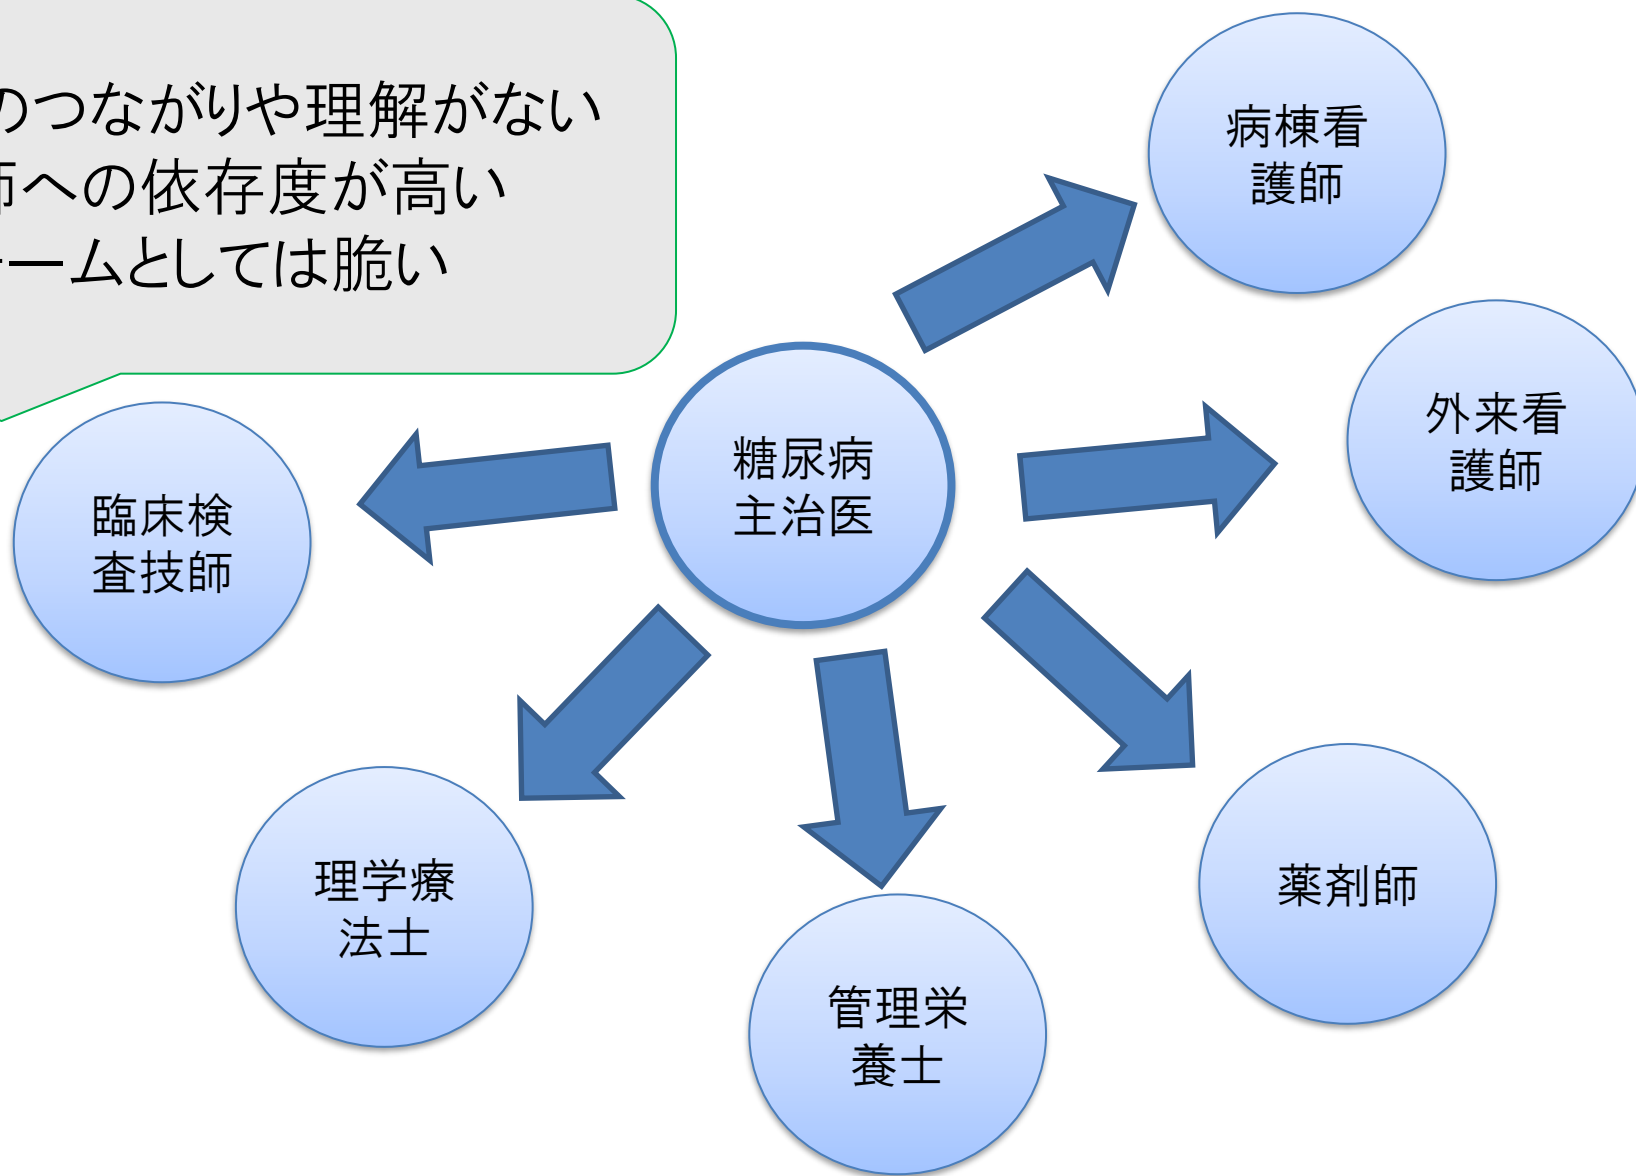 のつながりや理解がない
師への依存度が高い
チームとしては脆い
病棟看
護師
外来看
護師
糖尿病
主治医
臨床検
査技師
理学療
法士
管理栄
養士
薬剤師